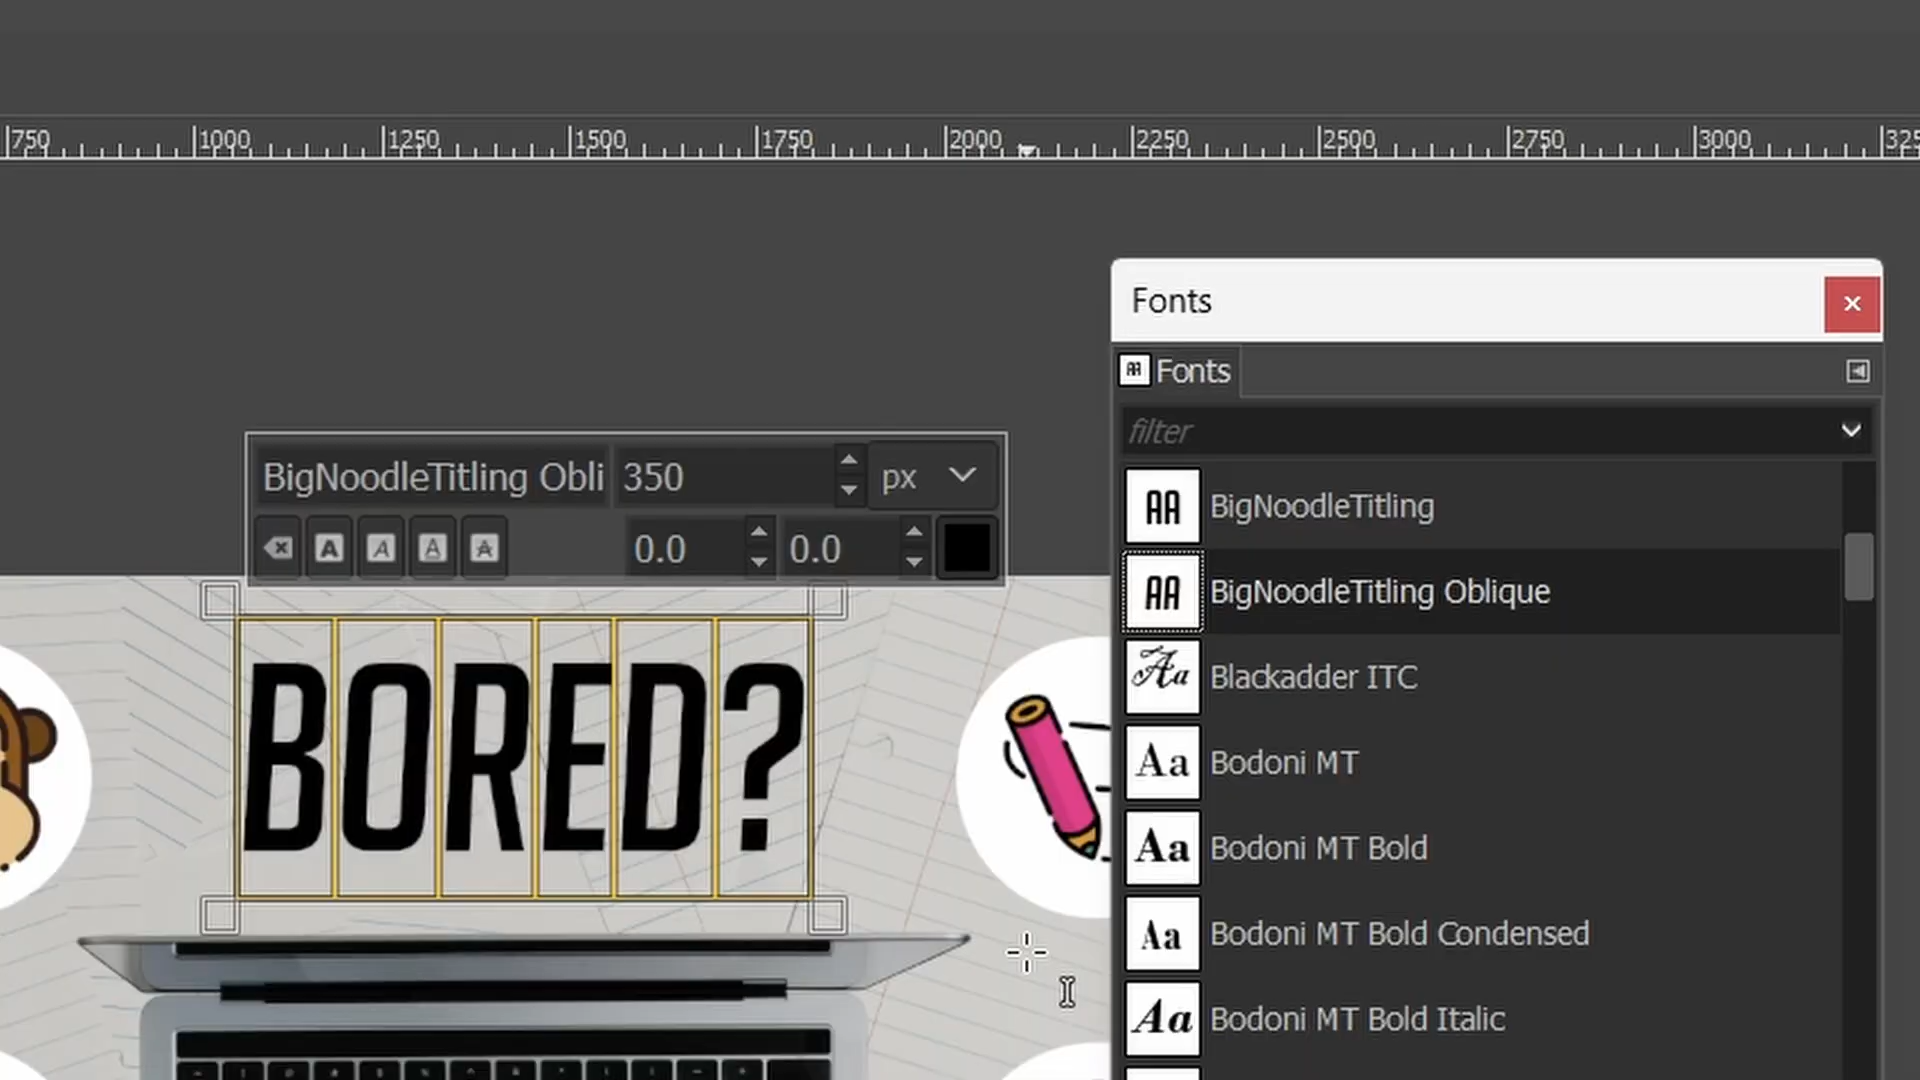 750 1000 1250 1500 1750 2000 2250 2500 2750 3000 325
Fonts
Fonts
filter
BigNoodleTitling Obli 350 px
A A A A 0.0 0.0
BORED?
AA BigNoodleTitling
AA BigNoodleTitling Oblique
Aa Blackadder ITC
Aa Bodoni MT
Aa Bodoni MT Bold
Aa Bodoni MT Bold Condensed
Aa Bodoni MT Bold Italic